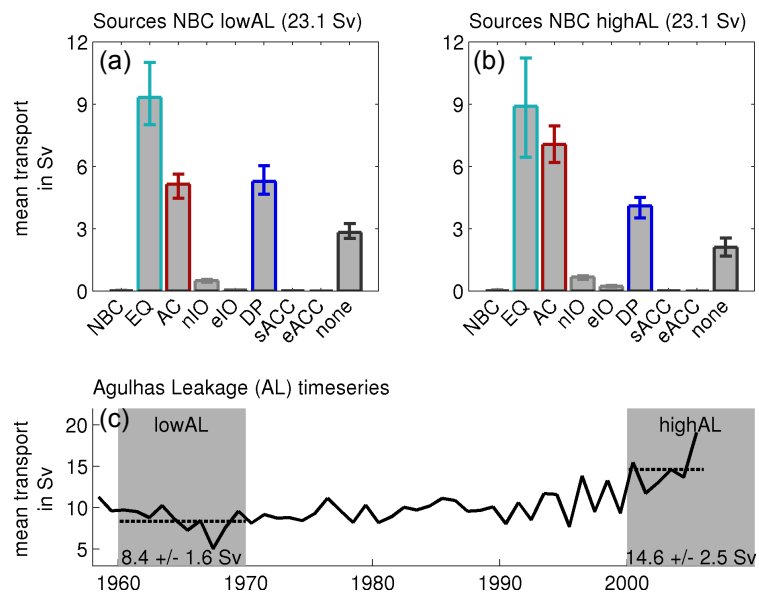 Sources NBC lowAL (23.1 Sv)
(a)
mean transport
in Sv
12
9
6
3
0
NBC
EQ
AC
nIO
eIO
DP
sACC
eACC
none
Sources NBC highAL (23.1 Sv)
(b)
12
9
6
3
0
NBC
EQ
AC
nIO
eIO
DP
sACC
eACC
none
Agulhas Leakage (AL) timeseries
(c)
mean transport
in Sv
20
15
10
5
lowAL
highAL
8.4 +/- 1.6 Sv
14.6 +/- 2.5 Sv
1960
1970
1980
1990
2000